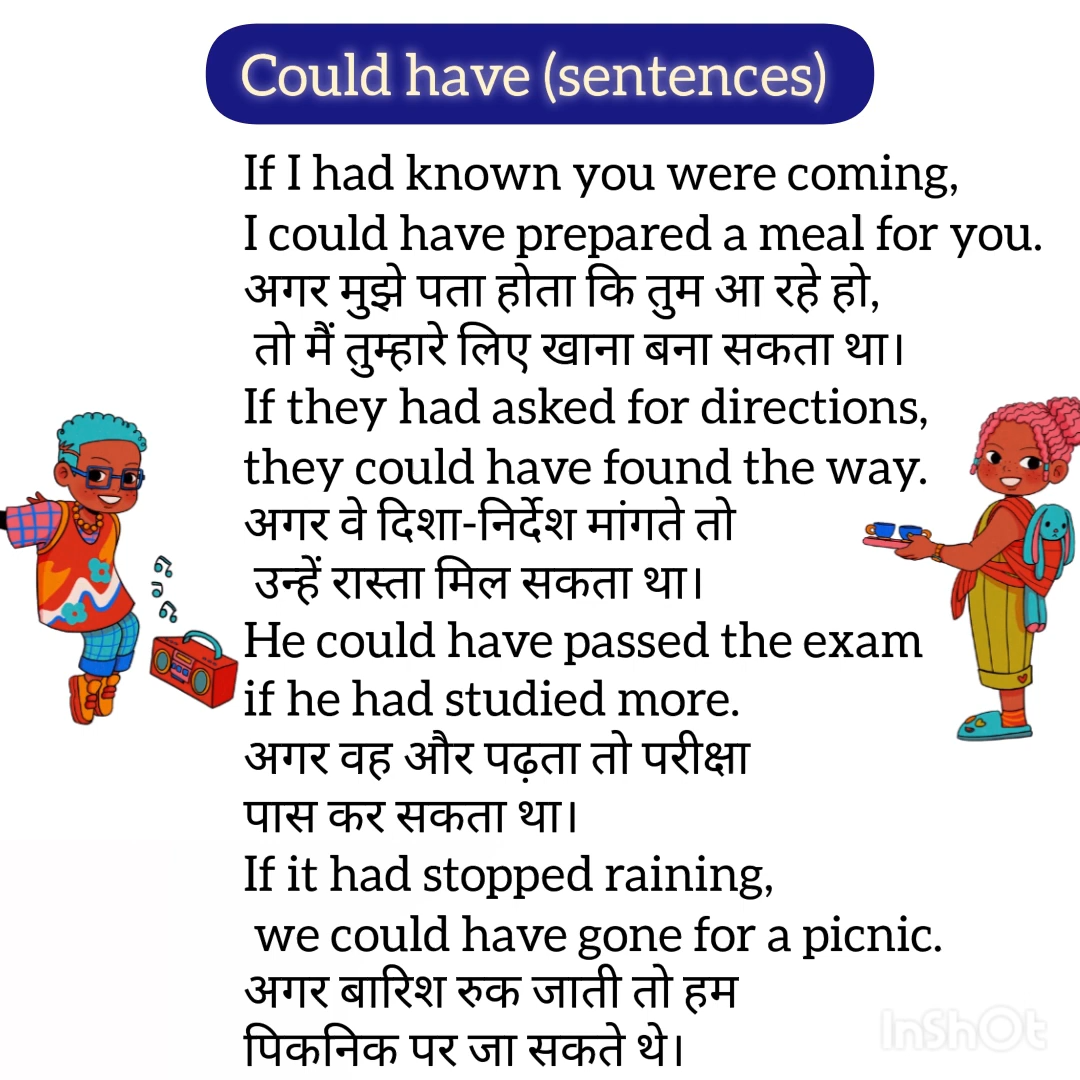 Could have (sentences)
If I had known you were coming,
I could have prepared a meal for you.
अगर मुझे पता होता कि तुम आ रहे हो,
तो मैं तुम्हारे लिए खाना बना सकता था।
If they had asked for directions,
they could have found the way.
अगर वे दिशा-निर्देश मांगते तो
उन्हें रास्ता मिल सकता था।
He could have passed the exam
if he had studied more.
अगर वह और पढ़ता तो परीक्षा
पास कर सकता था।
If it had stopped raining,
we could have gone for a picnic.
अगर बारिश रुक जाती तो हम
पिकनिक पर जा सकते थे।
InShOt